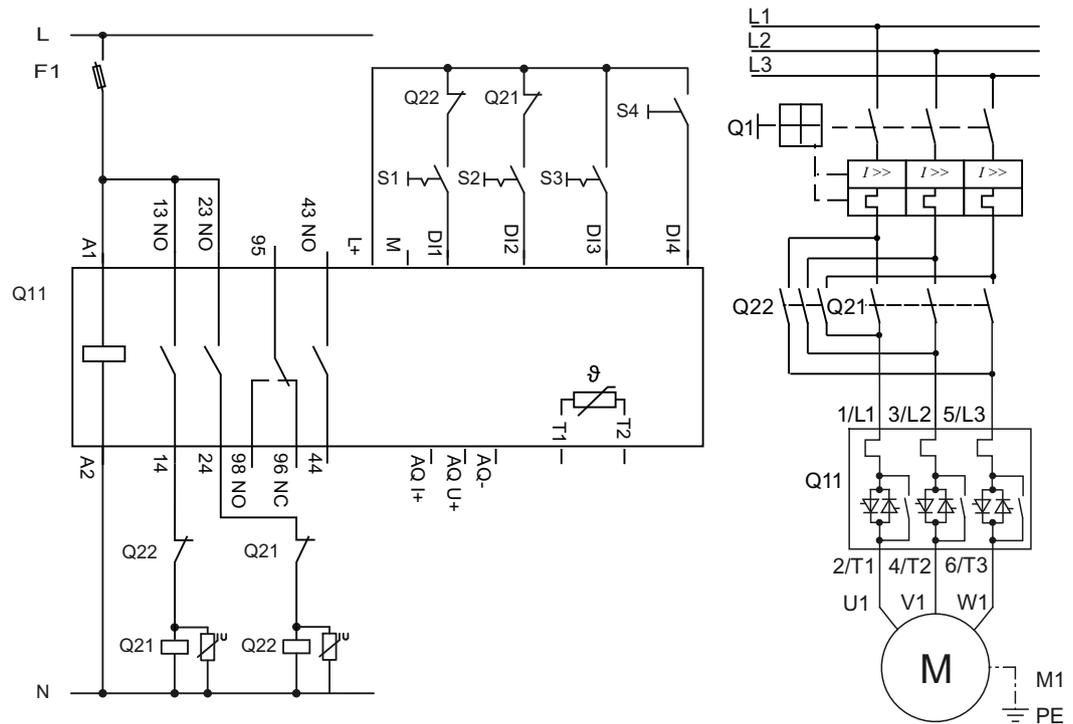 L
F1
L1
L2
L3
Q22
Q21
S4
Q1
I >>
I >>
I >>
S1
S2
S3
13 NO
23 NO
43 NO
A1
95
L+
M
DI1
DI2
DI3
DI4
Q11
Q22
Q21
ϑ
T1
T2
1/L1
3/L2
5/L3
A2
14
24
98 NO
96 NC
44
AQ I+
AQ U+
AQ-
Q11
Q22
Q21
2/T1
4/T2
6/T3
U1
V1
W1
Q21
U
Q22
U
M
M1
N
PE